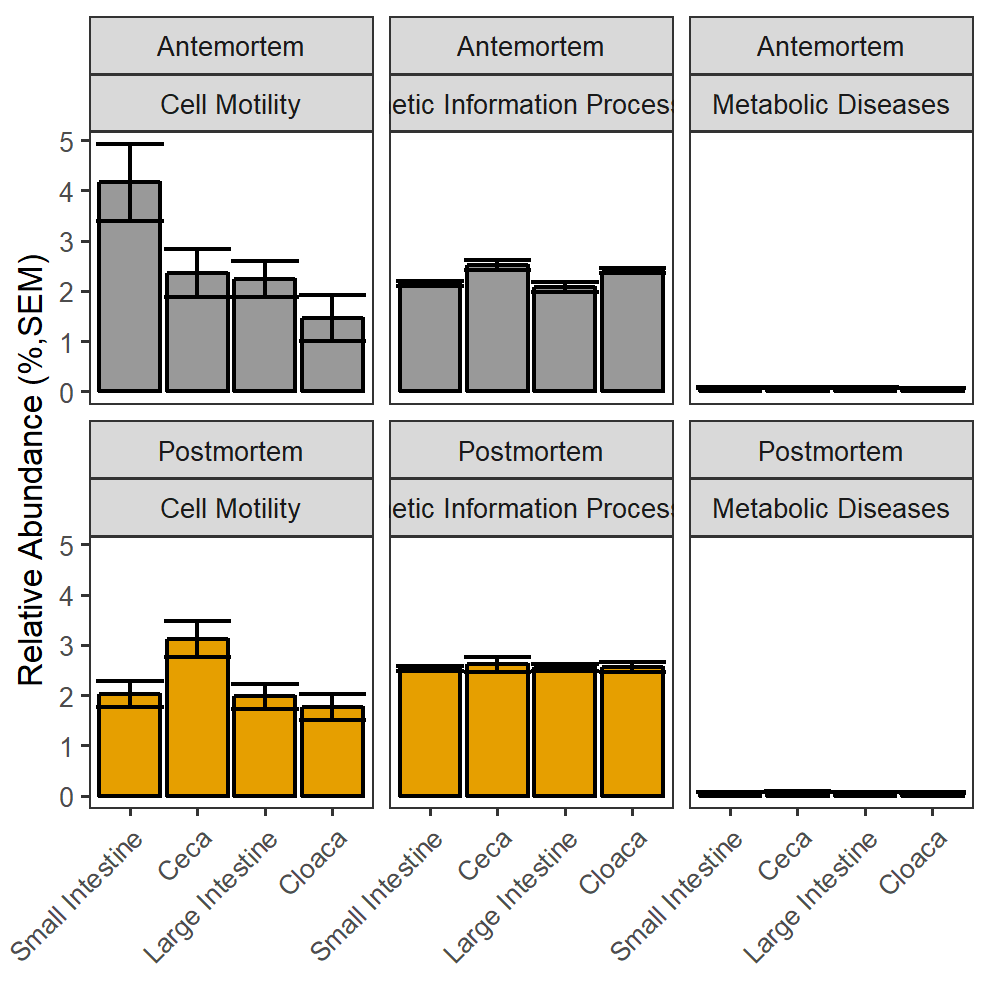 Antemortem Antemortem Antemortem
Cell Motility etic Information Process Metabolic Diseases
5
4
3
2
1
0
Relative Abundance (%,SEM)
Postmortem Postmortem Postmortem
Cell Motility etic Information Process Metabolic Diseases
5
4
3
2
1
0
Small Intestine Ceca Large Intestine Cloaca Small Intestine Ceca Large Intestine Cloaca Small Intestine Ceca Large Intestine Cloaca